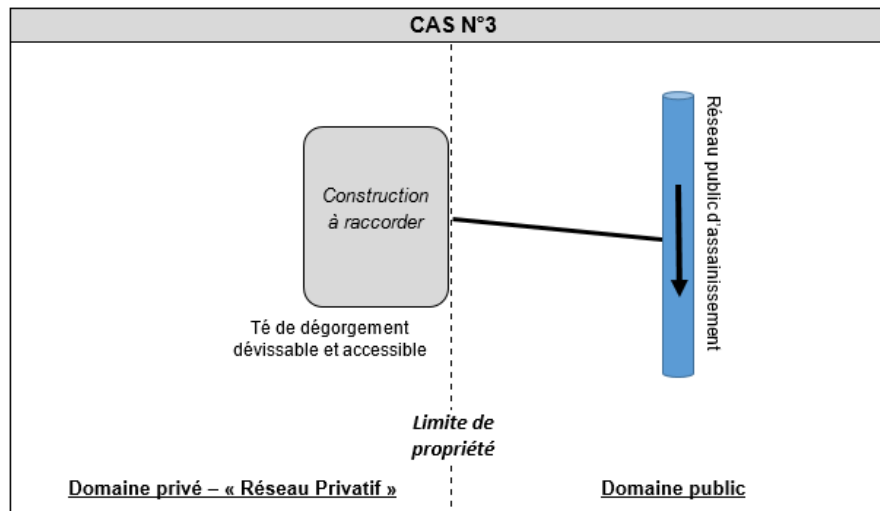 CAS N°3
Construction
à raccorder
Réseau public d'assainissement
Té de dégorgement
dévissable et accessible
Limite de
propriété
Domaine privé – « Réseau Privatif »
Domaine public